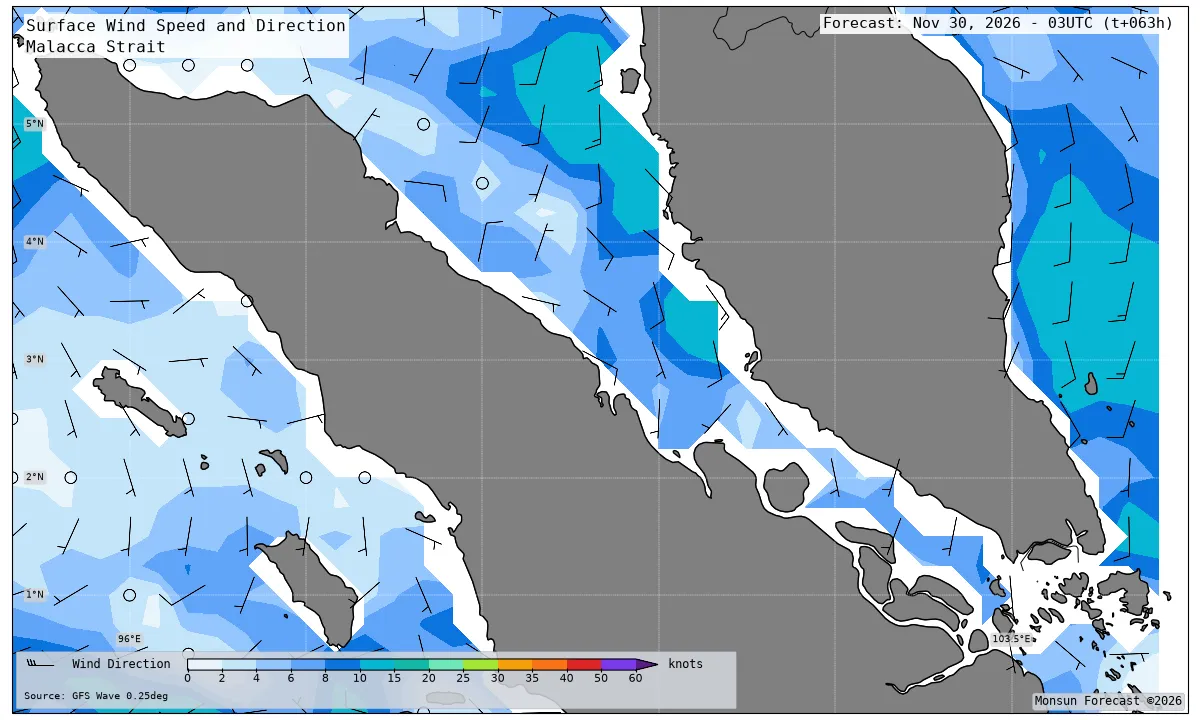 Surface Wind Speed and Direction
Malacca Strait
Forecast: Nov 30, 2026 - 03UTC (t+063h)
5°N
4°N
3°N
2°N
1°N
96°E
103.5°E
Wind Direction
0 2 4 6 8 10 12 15 20 25 30 35 40 50 60
knots
Source: GFS Wave 0.25deg
Monsun Forecast ©2026